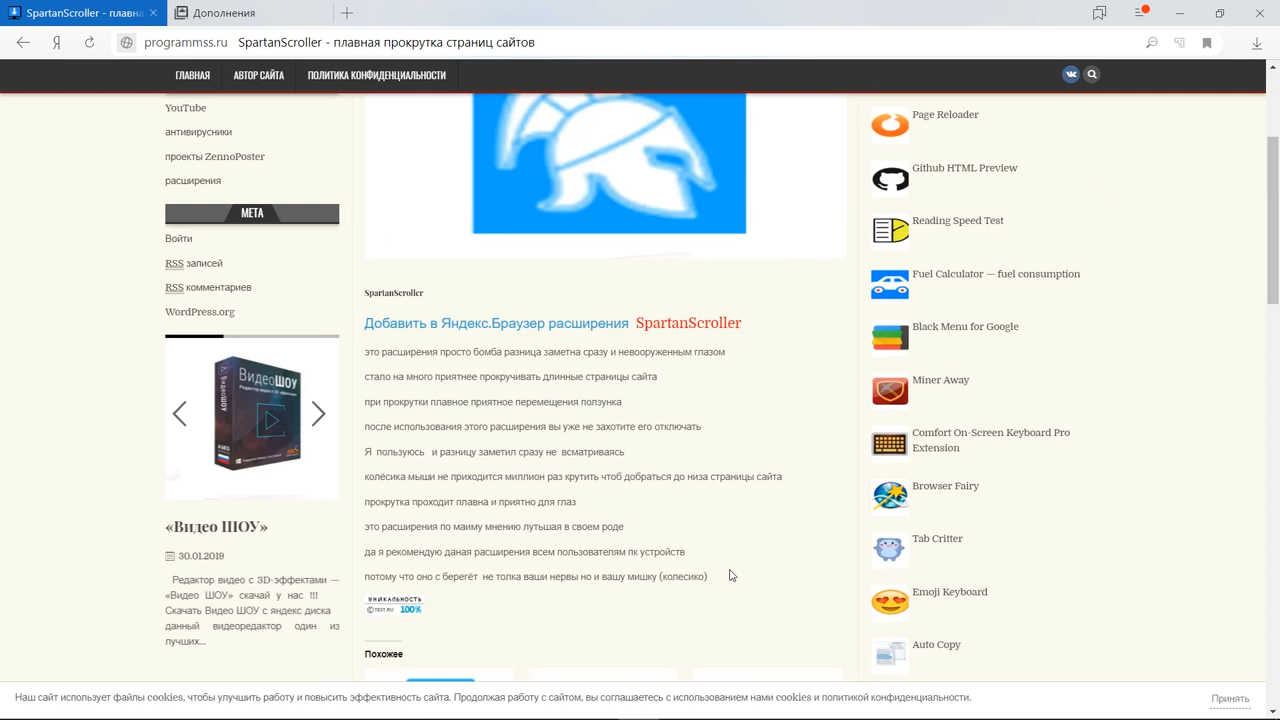 SpartanScroller - плавн
Дополнения
programmss.ru
SpartanScroller - плавная прокрутка страниц сайтов
ГЛАВНАЯ
АВТОР САЙТА
ПОЛИТИКА КОНФИДЕНЦИАЛЬНОСТИ
YouTube
антивирусники
проекты ZennoPoster
расширения
МЕТА
Войти
RSS записей
RSS комментариев
WordPress.org
ВидеоШОУ
«Видео ШОУ»
30.01.2019
Редактор видео с 3D-эффектами —
«Видео ШОУ» скачай у нас !!!
Скачать Видео ШОУ с яндекс диска
данный видеоредактор один из
лучших...
SpartanScroller
Добавить в Яндекс.Браузер расширения SpartanScroller
это расширения просто бомба разница заметна сразу и невооруженным глазом
стало на много приятнее прокручивать длинные страницы сайта
при прокрутки плавное приятное перемещения ползунка
после использования этого расширения вы уже не захотите его отключать
Я пользуюсь и разницу заметил сразу не всматриваясь
колёсика мыши не приходится миллион раз крутить чтоб добраться до низа страницы сайта
прокрутка проходит плавна и приятно для глаз
это расширения по маиму мнению лутьшая в своем роде
да я рекомендую даная расширения всем пользователям пк устройств
потому что оно с берегёт не толка ваши нервы но и вашу мишку (колесико)
УНИКАЛЬНОСТЬ
©TEXT.RU 100%
Похожее
Page Reloader
Github HTML Preview
Reading Speed Test
Fuel Calculator — fuel consumption
Black Menu for Google
Miner Away
Comfort On-Screen Keyboard Pro
Extension
Browser Fairy
Tab Critter
Emoji Keyboard
Auto Copy
Наш сайт использует файлы cookies, чтобы улучшить работу и повысить эффективность сайта. Продолжая работу с сайтом, вы соглашаетесь с использованием нами cookies и политикой конфиденциальности.
Принять